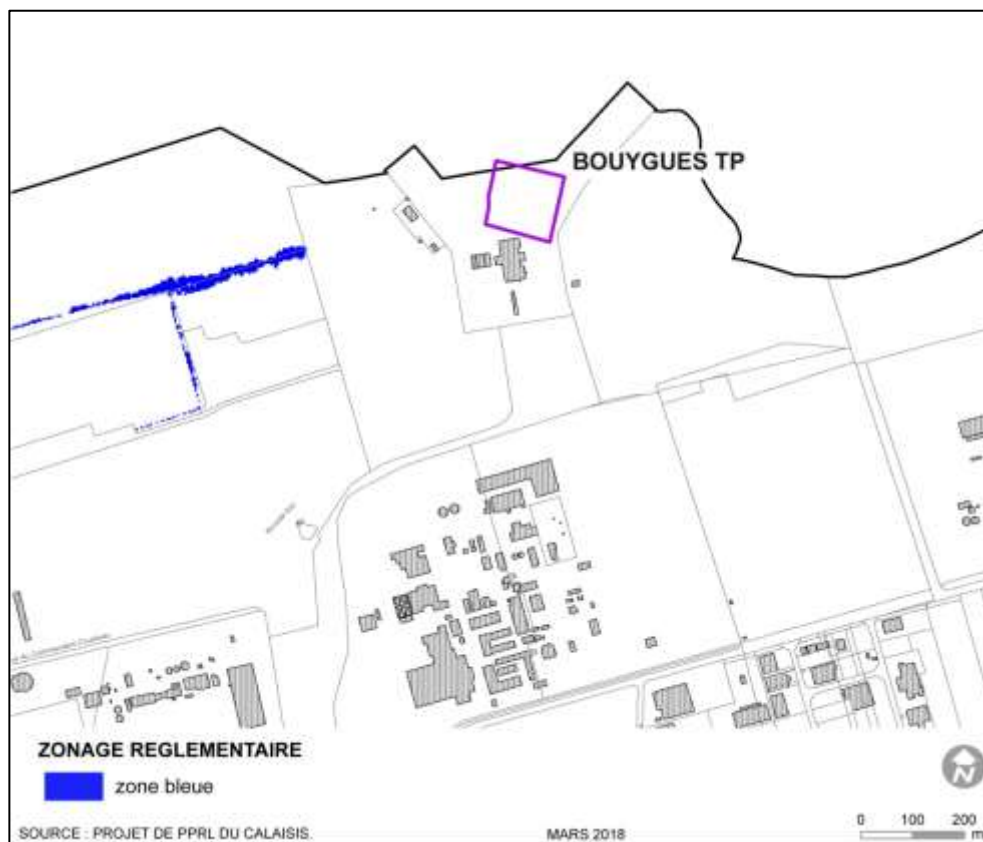 BOUYGUES TP
ZONAGE REGLEMENTAIRE
zone bleue
N
SOURCE : PROJET DE PPRL DU CALAISIS.
MARS 2018
0 100 200
m